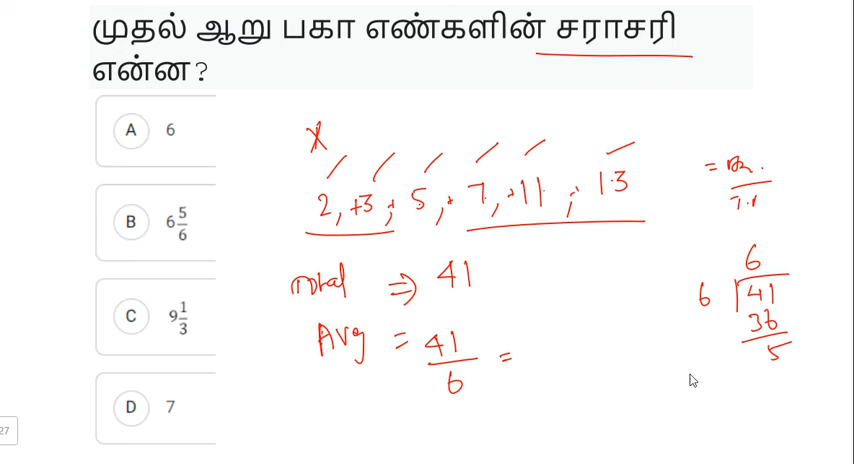 முதல் ஆறு பகா எண்களின் சராசரி
என்ன?
A 6
B 6 5/6
C 9 1/3
D 7
2, +3, + 5, + 7, + 11, + 13
Total ⇒ 41
Avg = 41/6 =
6
6 41
36
5
27